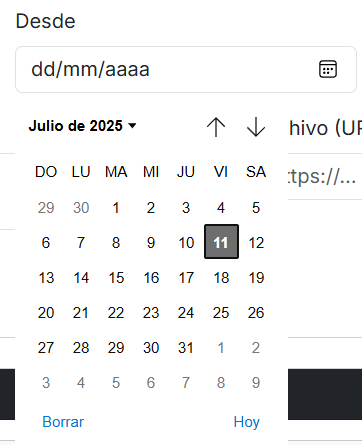 Desde
dd/mm/aaaa
Julio de 2025
hivo (UR
DO LU MA MI JU VI SA
ttps://...
29 30 1 2 3 4 5
6 7 8 9 10 11 12
13 14 15 16 17 18 19
20 21 22 23 24 25 26
27 28 29 30 31 1 2
3 4 5 6 7 8 9
Borrar Hoy